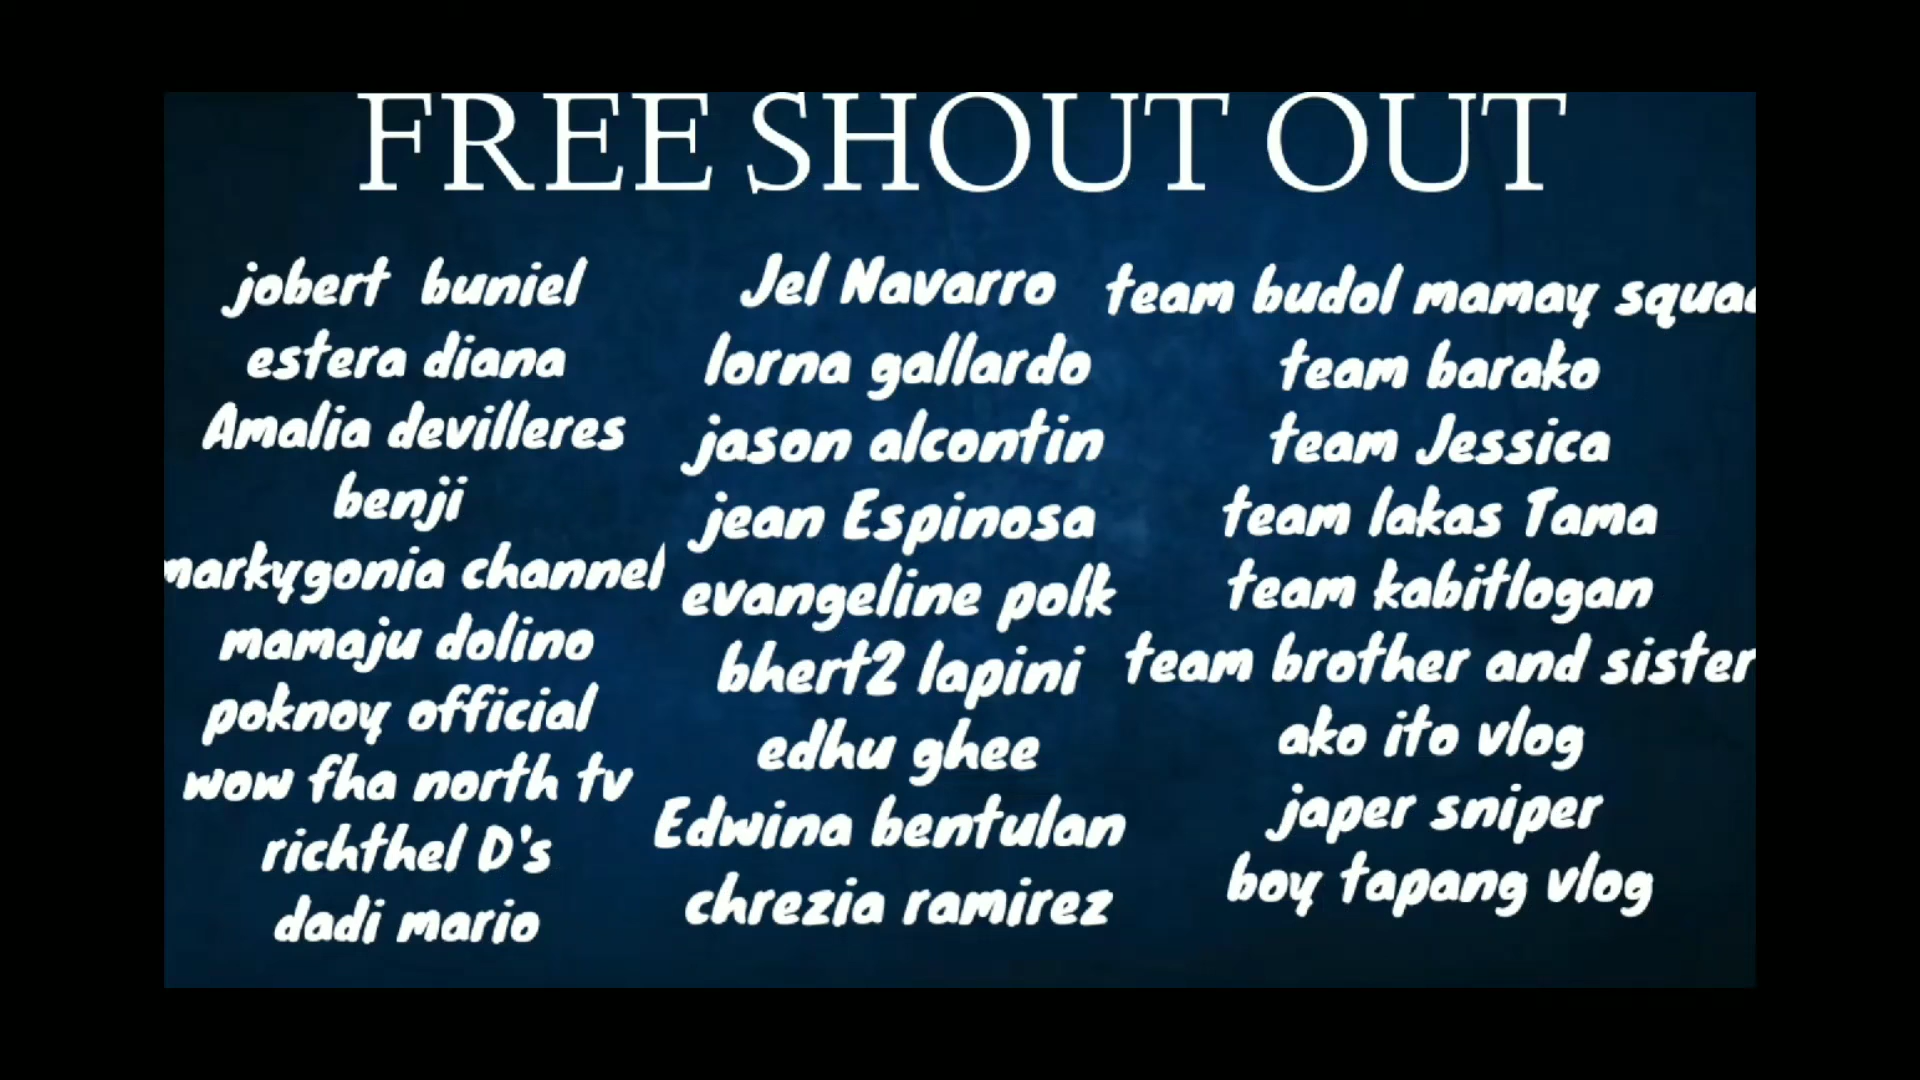 FREE SHOUT OUT
jobert buniel
estera diana
Amalia devilleres
benji
markygonia channel
mamaju dolino
poknoy official
wow fha north tv
richthel D's
dadi mario
Jel Navarro
lorna gallardo
jason alcontin
jean Espinosa
evangeline polk
bhert2 lapini
edhu ghee
Edwina bentulan
chrezia ramirez
team budol mamay squad
team barako
team Jessica
team lakas Tama
team kabitlogan
team brother and sister
ako ito vlog
japer sniper
boy tapang vlog